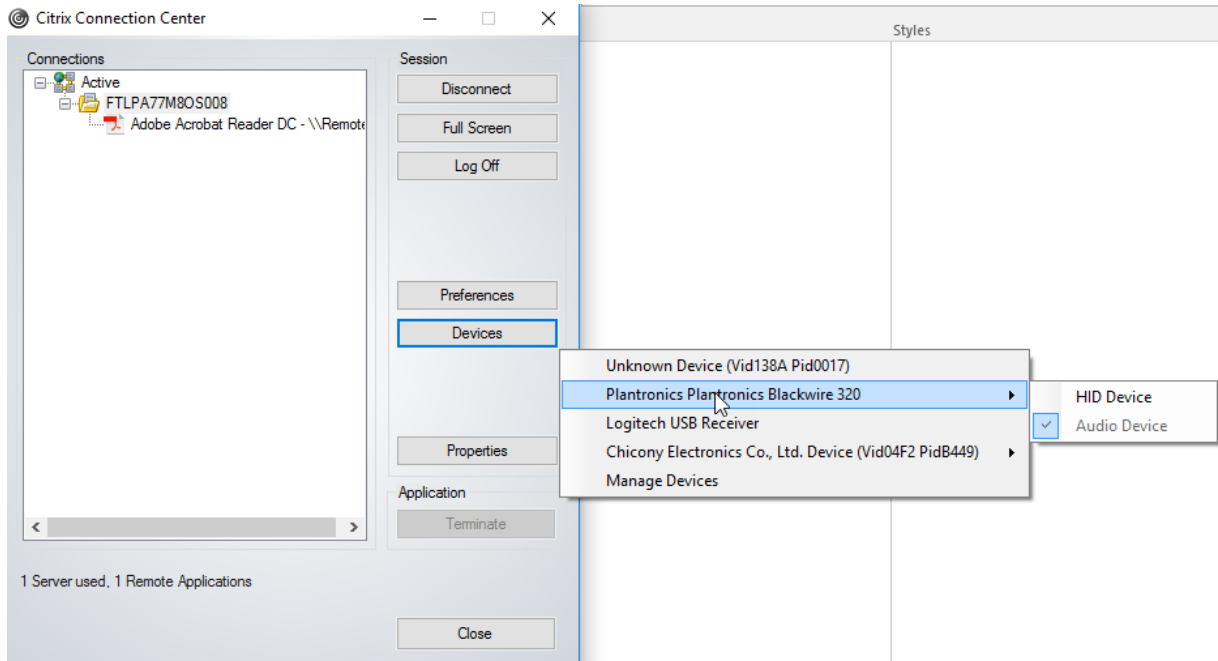 Citrix Connection Center
Styles
Connections
Active
FTLPA77M8OS008
Adobe Acrobat Reader DC - \\Remote
Session
Disconnect
Full Screen
Log Off
Preferences
Devices
Unknown Device (Vid138A Pid0017)
Plantronics Plantronics Blackwire 320
Logitech USB Receiver
Chicony Electronics Co., Ltd. Device (Vid04F2 PidB449)
Manage Devices
HID Device
Audio Device
Properties
Application
Terminate
1 Server used, 1 Remote Applications
Close